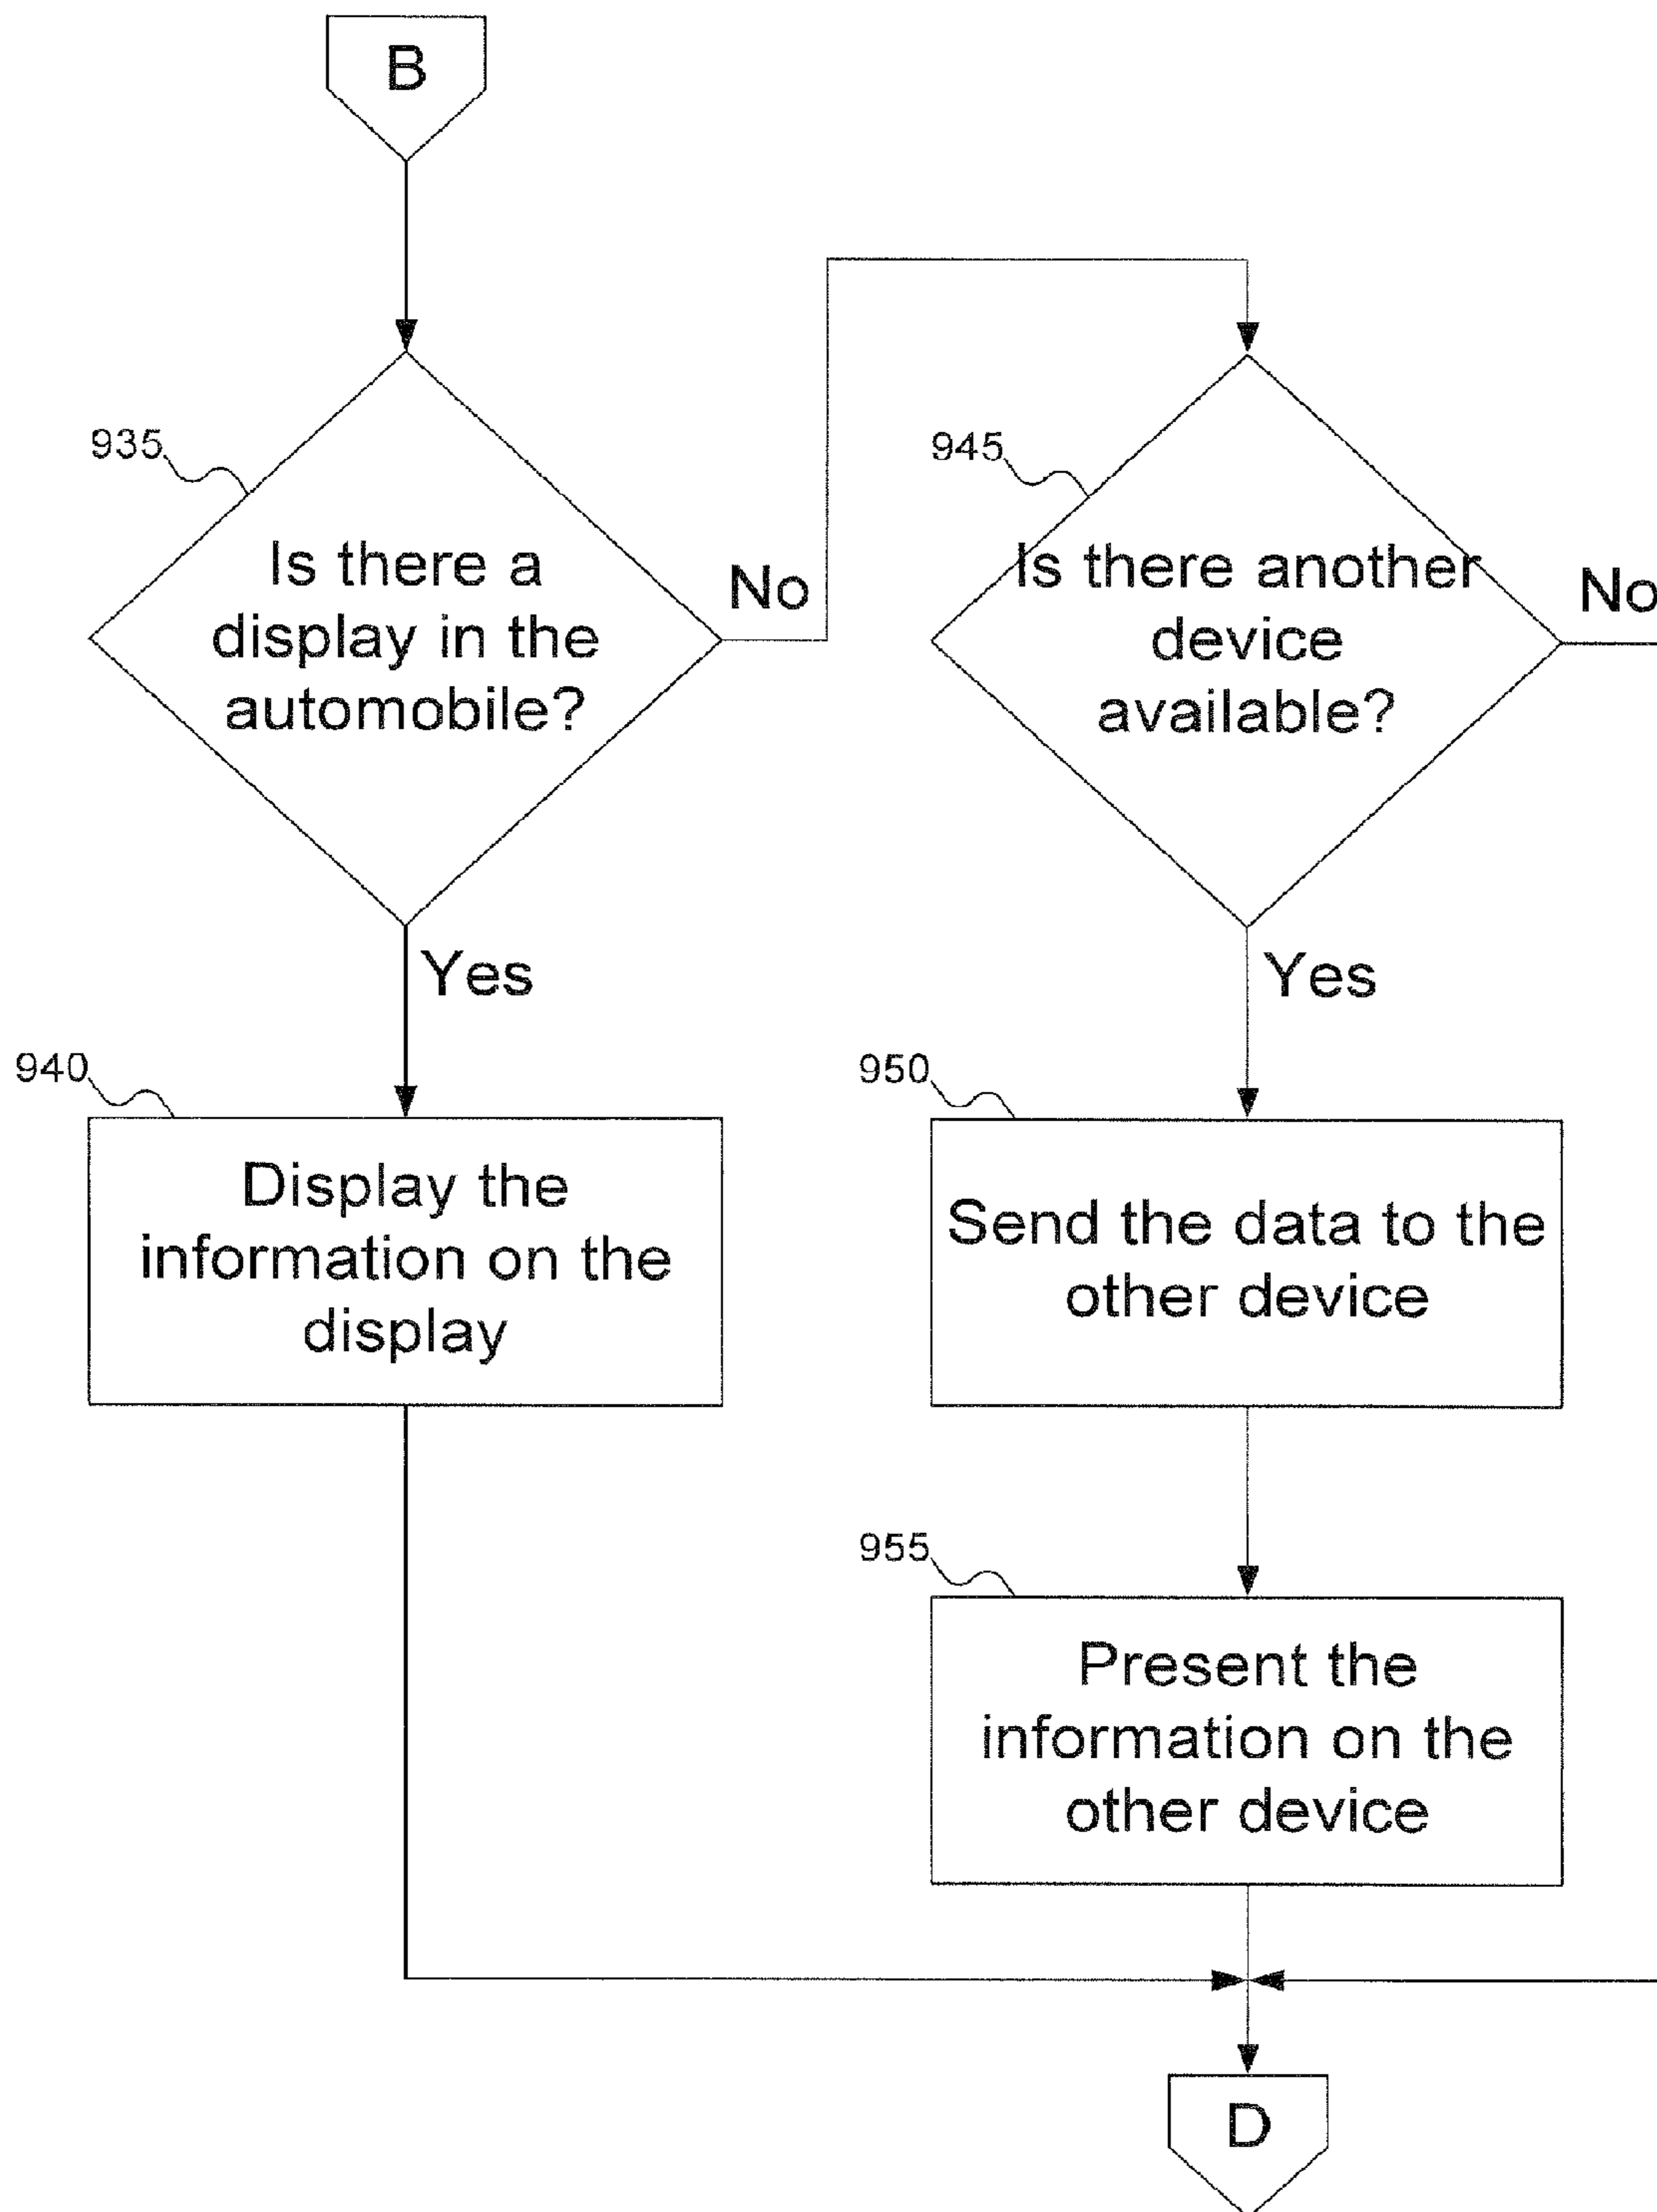 B
935
Is there a
display in the
automobile?
No
Yes
940
Display the
information on the
display
945
Is there another
device
available?
No
Yes
950
Send the data to the
other device
955
Present the
information on the
other device
D